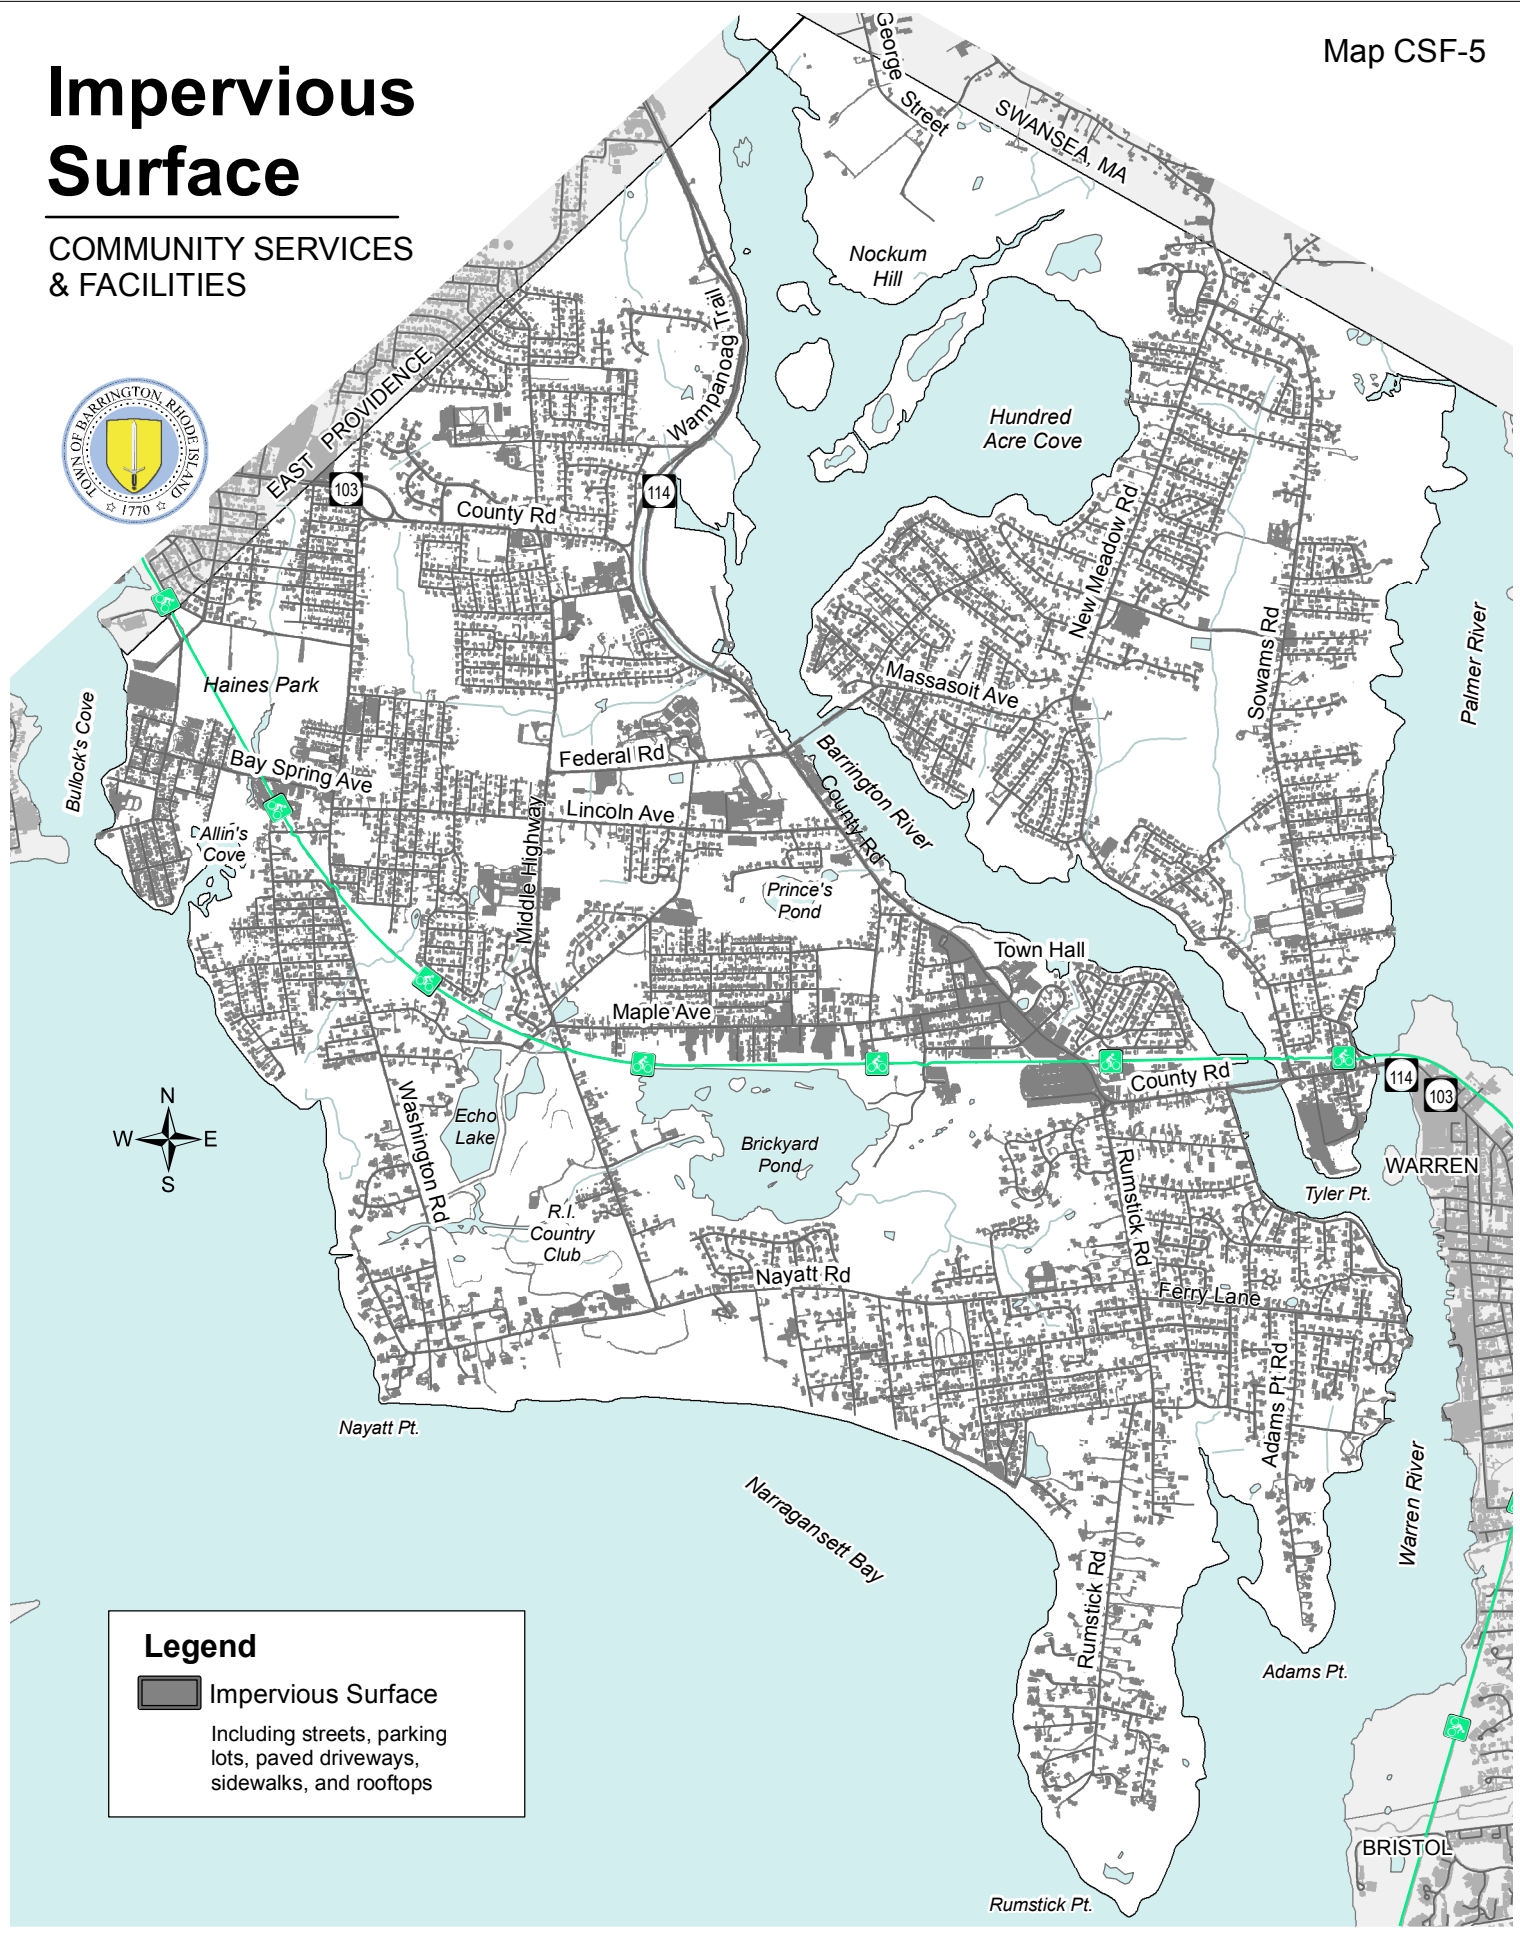 Map CSF-5
Impervious
Surface
COMMUNITY SERVICES
& FACILITIES
TOWN OF BARRINGTON, RHODE ISLAND
1770
George
Street
SWANSEA, MA
Nockum
Hill
Wampanoag Trail
EAST PROVIDENCE
Hundred
Acre Cove
103
114
County Rd
New Meadow Rd
Sowams Rd
Palmer River
Massasoit Ave
Haines Park
Bullock's Cove
Bay Spring Ave
Federal Rd
Barrington River
County Rd
Lincoln Ave
Allin's
Cove
Middle Highway
Prince's
Pond
Town Hall
Maple Ave
County Rd
114
103
N
W
E
S
Washington Rd
Echo
Lake
Brickyard
Pond
WARREN
Tyler Pt.
R.I.
Country
Club
Rumstick Rd
Nayatt Rd
Ferry Lane
Adams Pt Rd
Nayatt Pt.
Narragansett Bay
Warren River
Rumstick Rd
Adams Pt.
Legend
Impervious Surface
Including streets, parking
lots, paved driveways,
sidewalks, and rooftops
BRISTOL
Rumstick Pt.